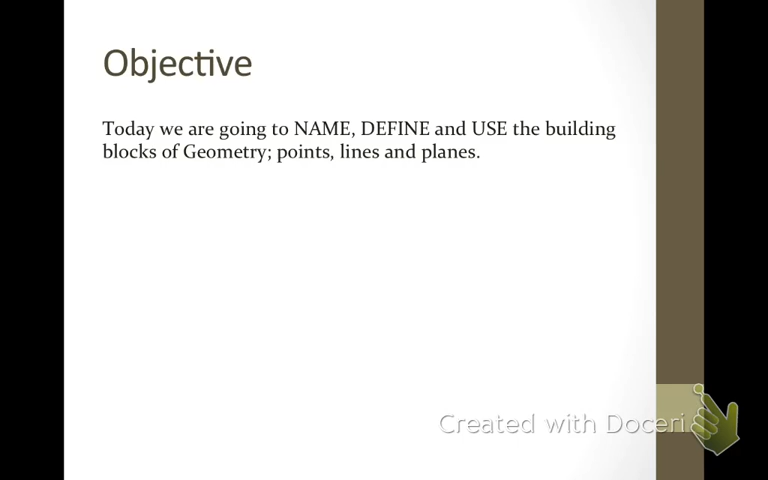 Objective
Today we are going to NAME, DEFINE and USE the building
blocks of Geometry; points, lines and planes.
Created with Doceri